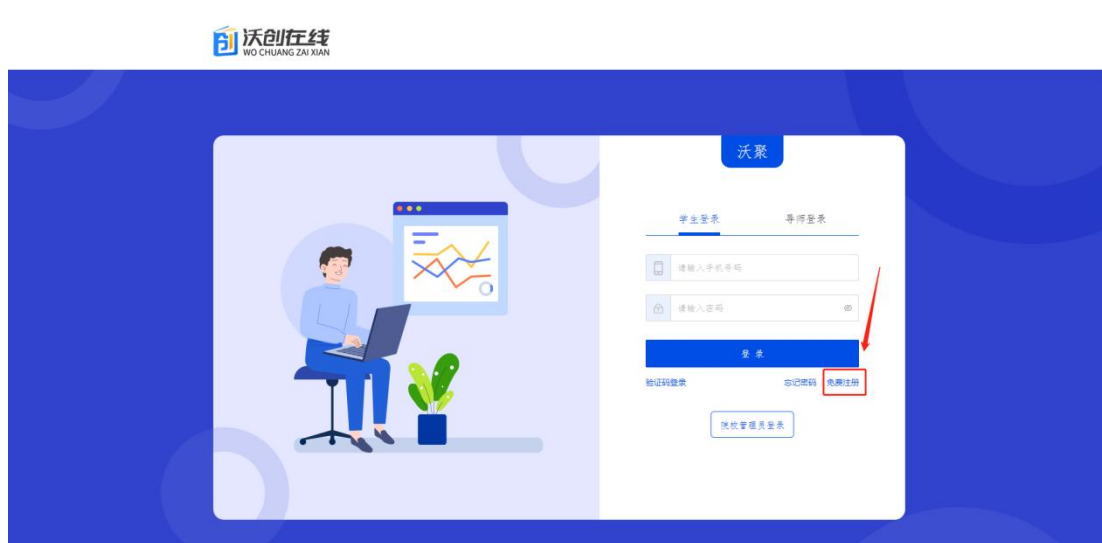 沃创在线
WO CHUANG ZAI XIAN
沃聚
学生登录 导师登录
请输入手机号码
请输入密码
登录
验证码登录 忘记密码 免费注册
院校管理员登录